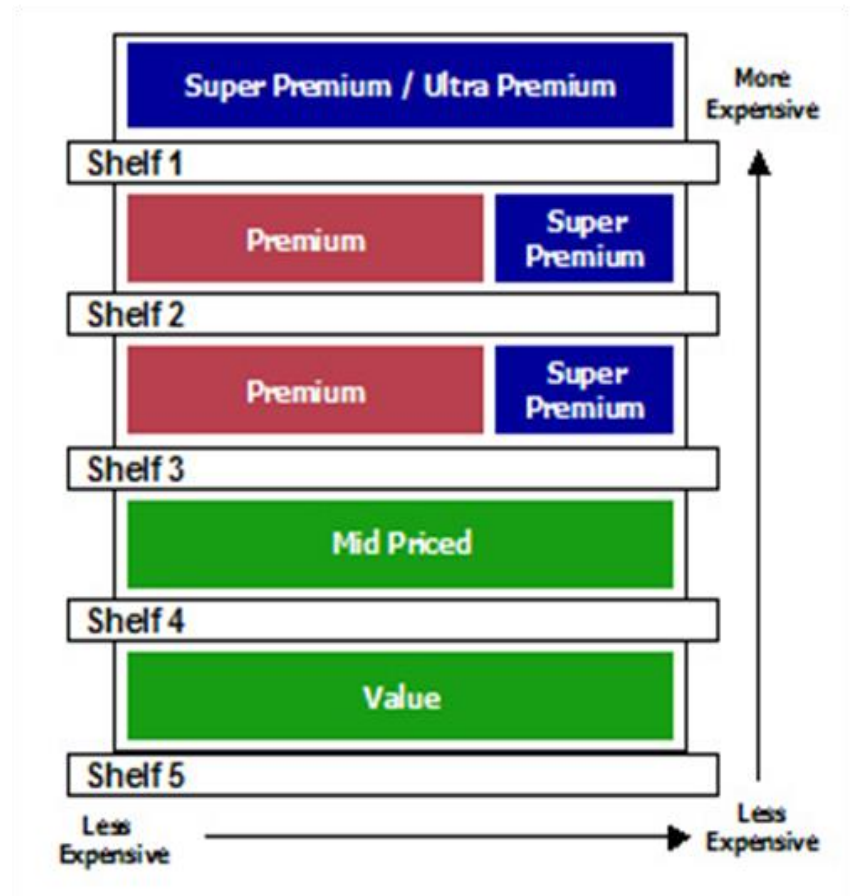 Super Premium / Ultra Premium
More
Expensive
Shelf 1
Premium
Super
Premium
Shelf 2
Premium
Super
Premium
Shelf 3
Mid Priced
Shelf 4
Value
Shelf 5
Less
Expensive
Less
Expensive